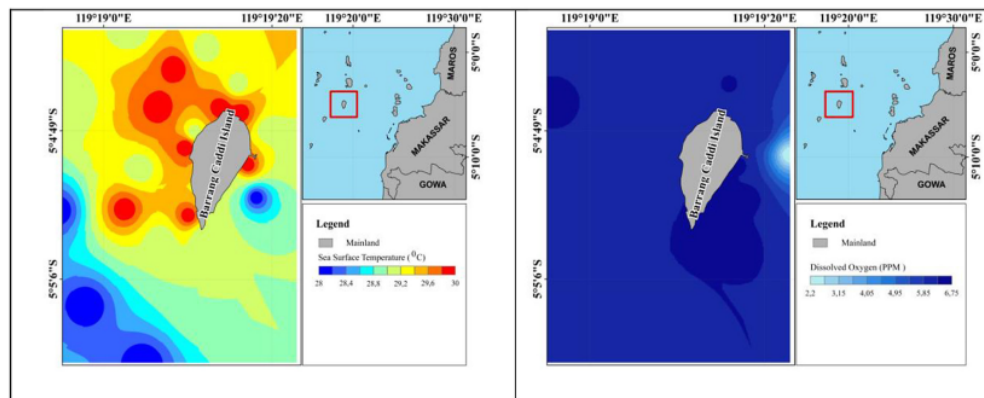 119°19'0"E
119°19'20"E
119°20'0"E
119°30'0"E
5°4'49"S
5°5'6"S
Barrang Caddi Island
5°0'0"S
5°10'0"S
MAROS
MAKASSAR
GOWA
Legend
Mainland
Sea Surface Temperature (⁰C)
28 28,4 28,8 29,2 29,6 30
119°19'0"E
119°19'20"E
119°20'0"E
119°30'0"E
5°4'49"S
5°5'6"S
Barrang Caddi Island
5°0'0"S
5°10'0"S
MAROS
MAKASSAR
GOWA
Legend
Mainland
Dissolved Oxygen (PPM )
2,2 3,15 4,05 4,95 5,85 6,75